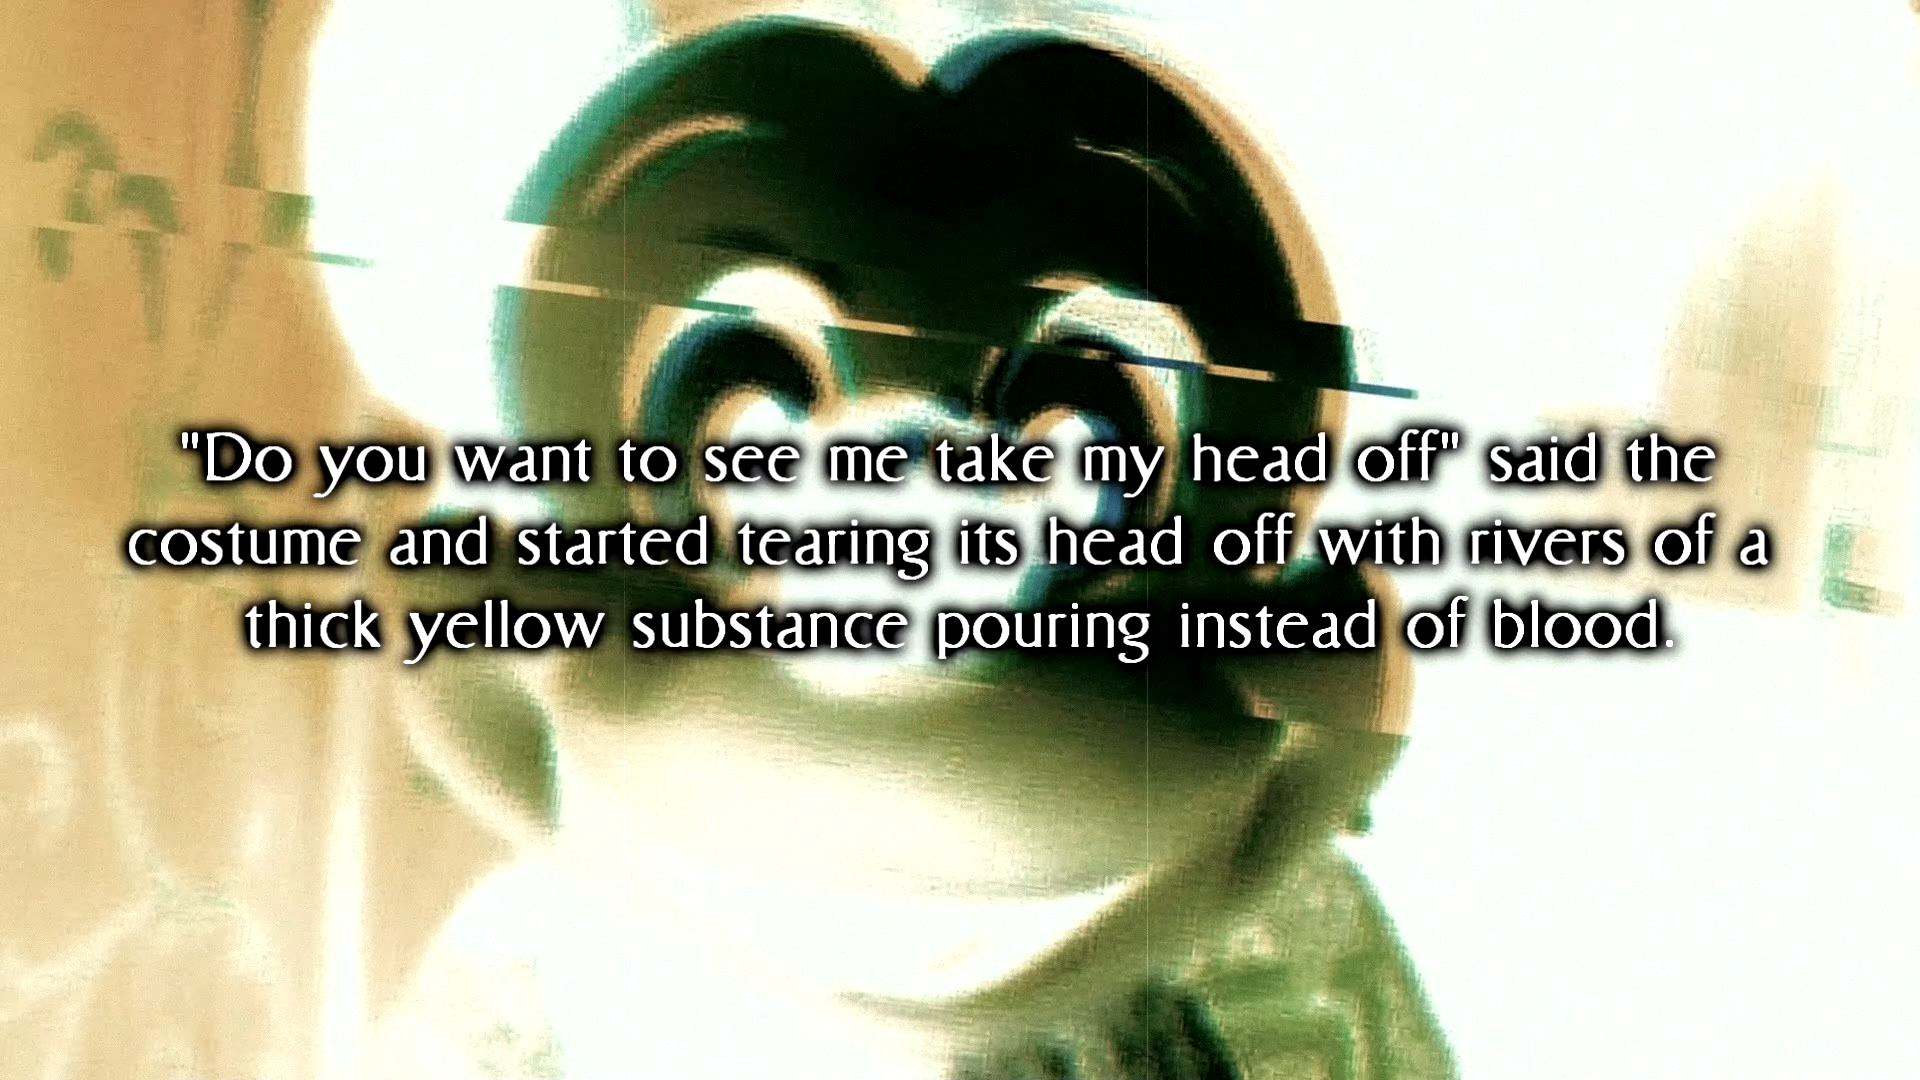 "Do you want to see me take my head off" said the
costume and started tearing its head off with rivers of a
thick yellow substance pouring instead of blood.